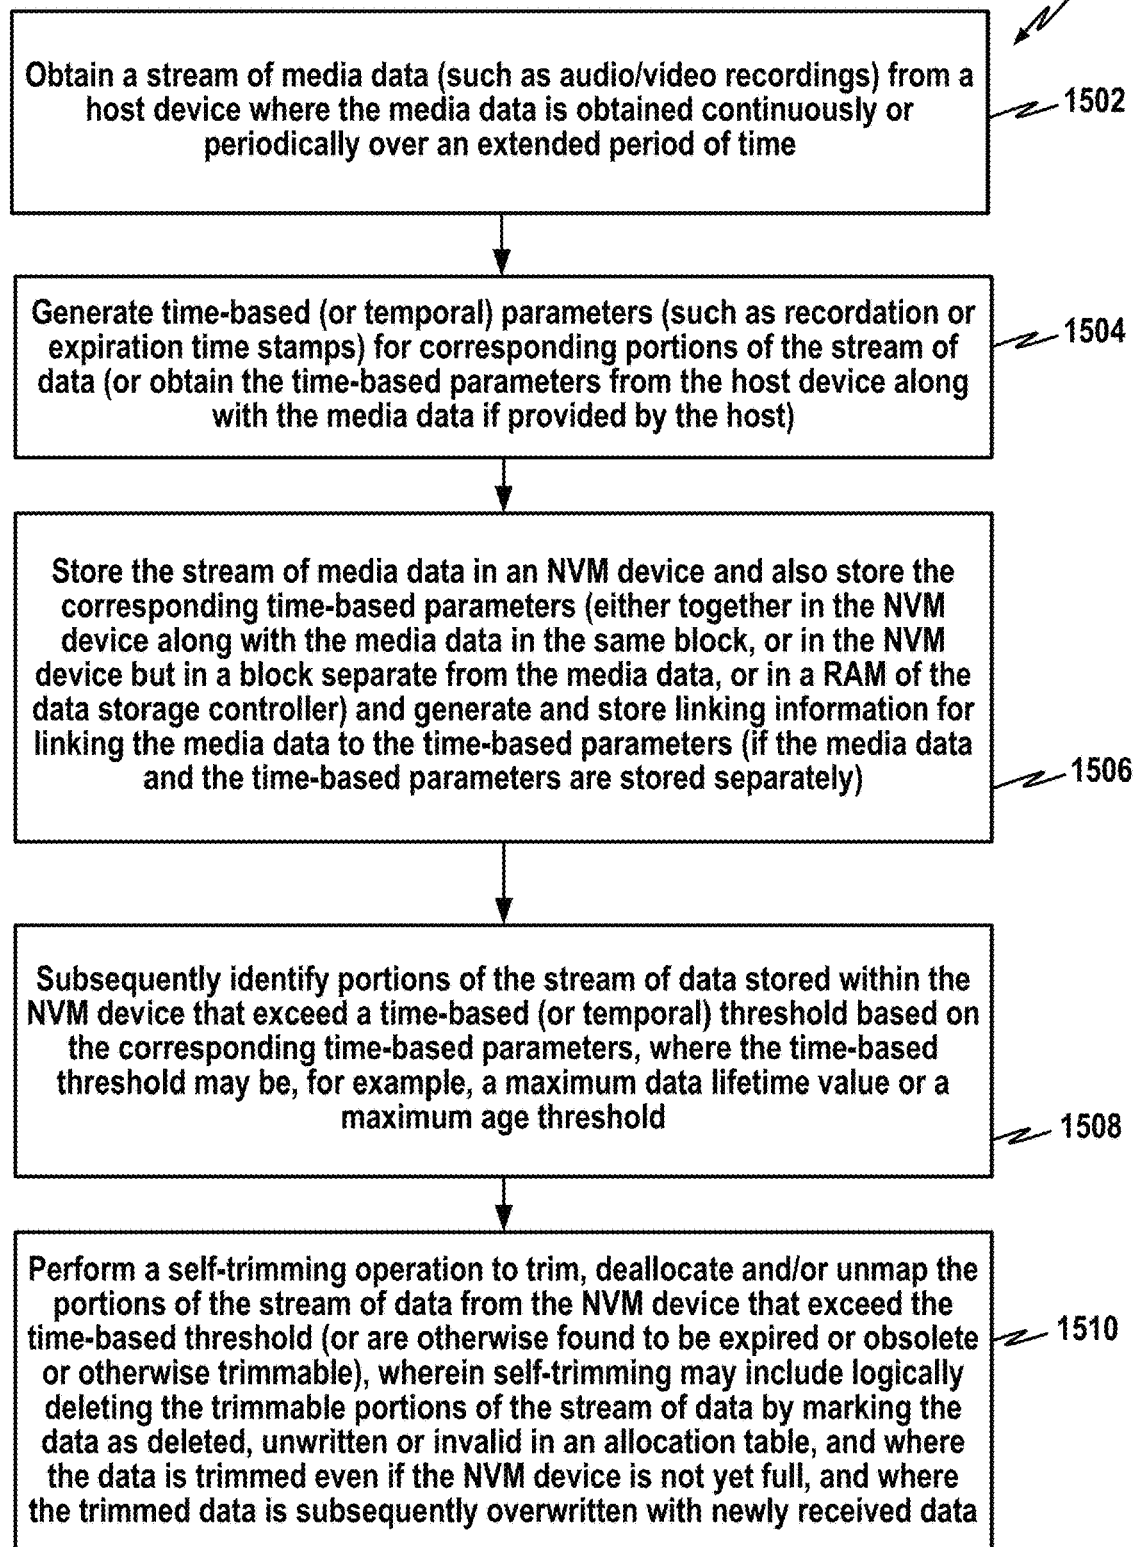 Obtain a stream of media data (such as audio/video recordings) from a
host device where the media data is obtained continuously or
periodically over an extended period of time
1502
Generate time-based (or temporal) parameters (such as recordation or
expiration time stamps) for corresponding portions of the stream of
data (or obtain the time-based parameters from the host device along
with the media data if provided by the host)
1504
Store the stream of media data in an NVM device and also store the
corresponding time-based parameters (either together in the NVM
device along with the media data in the same block, or in the NVM
device but in a block separate from the media data, or in a RAM of the
data storage controller) and generate and store linking information for
linking the media data to the time-based parameters (if the media data
and the time-based parameters are stored separately)
1506
Subsequently identify portions of the stream of data stored within the
NVM device that exceed a time-based (or temporal) threshold based on
the corresponding time-based parameters, where the time-based
threshold may be, for example, a maximum data lifetime value or a
maximum age threshold
1508
Perform a self-trimming operation to trim, deallocate and/or unmap the
portions of the stream of data from the NVM device that exceed the
time-based threshold (or are otherwise found to be expired or obsolete
or otherwise trimmable), wherein self-trimming may include logically
deleting the trimmable portions of the stream of data by marking the
data as deleted, unwritten or invalid in an allocation table, and where
the data is trimmed even if the NVM device is not yet full, and where
the trimmed data is subsequently overwritten with newly received data
1510